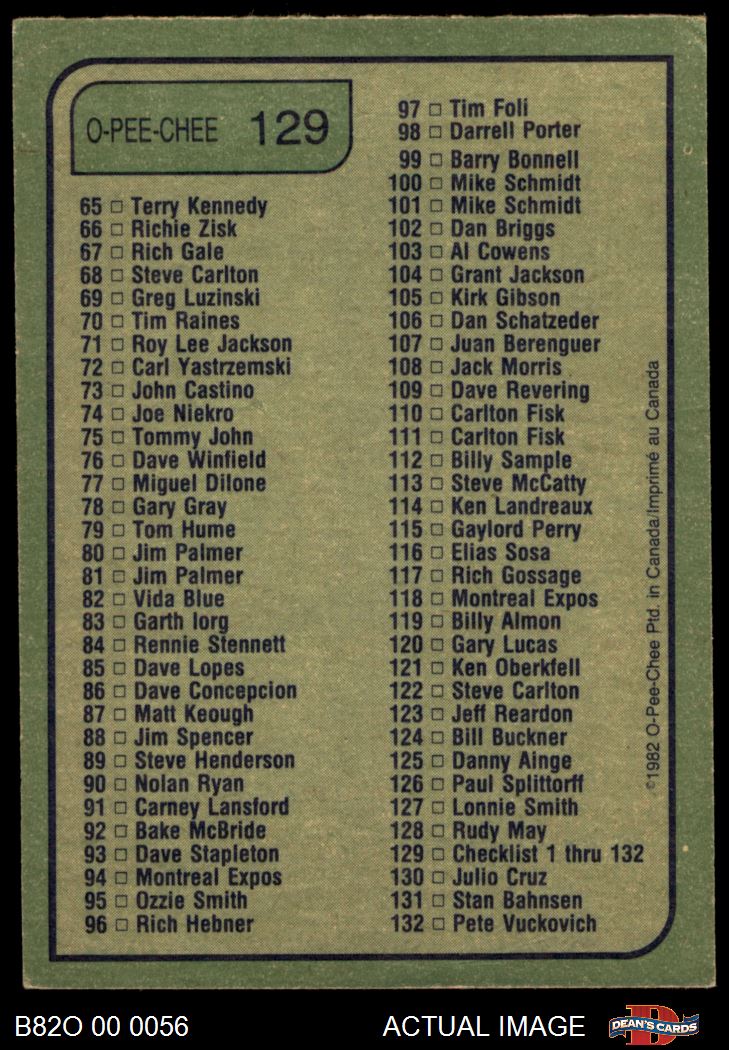 O-PEE-CHEE 129
65 □ Terry Kennedy
66 □ Richie Zisk
67 □ Rich Gale
68 □ Steve Carlton
69 □ Greg Luzinski
70 □ Tim Raines
71 □ Roy Lee Jackson
72 □ Carl Yastrzemski
73 □ John Castino
74 □ Joe Niekro
75 □ Tommy John
76 □ Dave Winfield
77 □ Miguel Dilone
78 □ Gary Gray
79 □ Tom Hume
80 □ Jim Palmer
81 □ Jim Palmer
82 □ Vida Blue
83 □ Garth Iorg
84 □ Rennie Stennett
85 □ Dave Lopes
86 □ Dave Concepcion
87 □ Matt Keough
88 □ Jim Spencer
89 □ Steve Henderson
90 □ Nolan Ryan
91 □ Carney Lansford
92 □ Bake McBride
93 □ Dave Stapleton
94 □ Montreal Expos
95 □ Ozzie Smith
96 □ Rich Hebner
97 □ Tim Foli
98 □ Darrell Porter
99 □ Barry Bonnell
100 □ Mike Schmidt
101 □ Mike Schmidt
102 □ Dan Briggs
103 □ Al Cowens
104 □ Grant Jackson
105 □ Kirk Gibson
106 □ Dan Schatzeder
107 □ Juan Berenguer
108 □ Jack Morris
109 □ Dave Revering
110 □ Carlton Fisk
111 □ Carlton Fisk
112 □ Billy Sample
113 □ Steve McCatty
114 □ Ken Landreaux
115 □ Gaylord Perry
116 □ Elias Sosa
117 □ Rich Gossage
118 □ Montreal Expos
119 □ Billy Almon
120 □ Gary Lucas
121 □ Ken Oberkfell
122 □ Steve Carlton
123 □ Jeff Reardon
124 □ Bill Buckner
125 □ Danny Ainge
126 □ Paul Splittorff
127 □ Lonnie Smith
128 □ Rudy May
129 □ Checklist 1 thru 132
130 □ Julio Cruz
131 □ Stan Bahnsen
132 □ Pete Vuckovich
©1982 O-Pee-Chee Ptd. in Canada/Imprimé au Canada
B82O 00 0056
ACTUAL IMAGE
DEAN'S CARDS